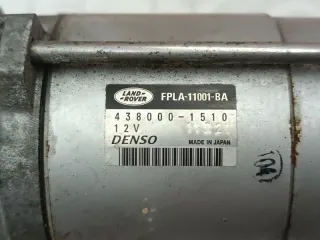 LAND-
ROVER
FPLA-11001-BA
438000-1510
12V
DENSO
MADE IN JAPAN